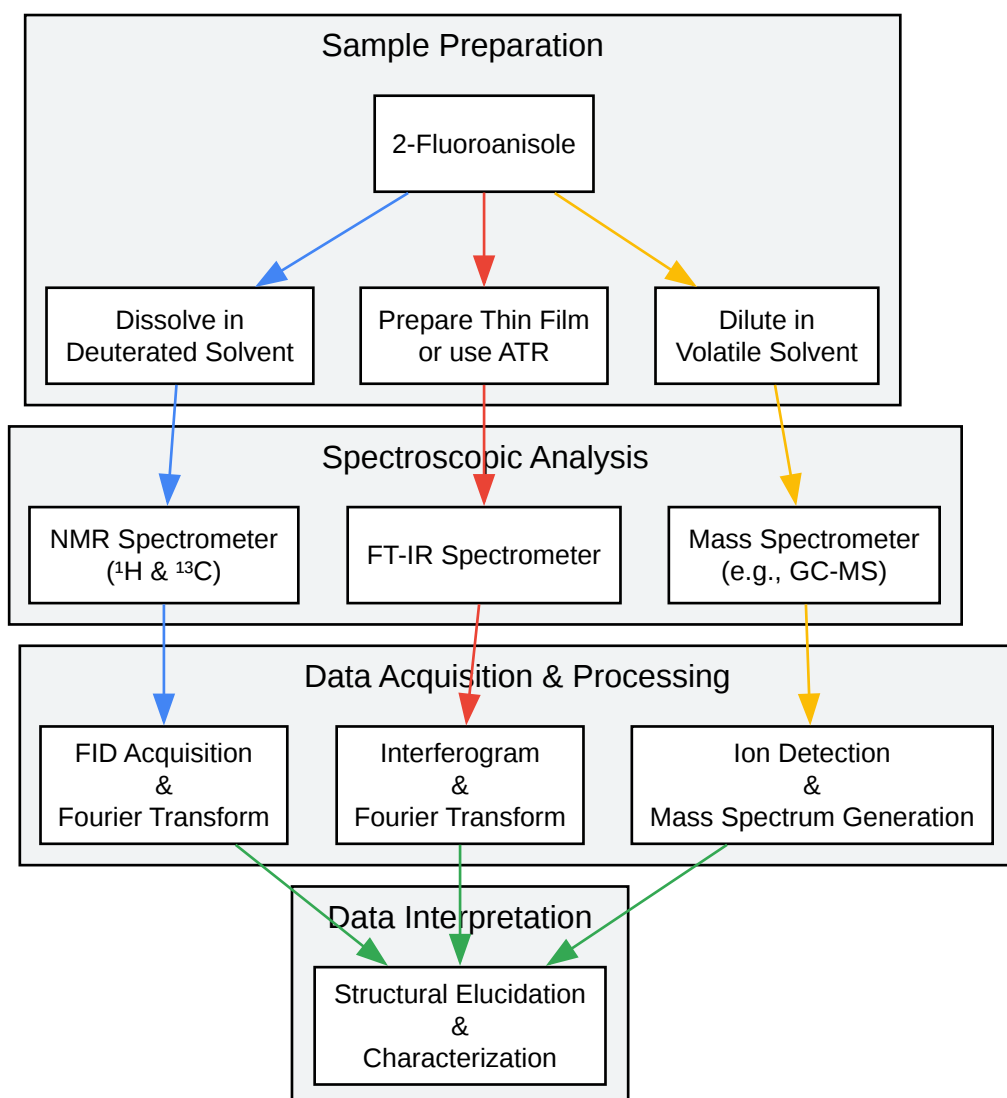 Sample Preparation
2-Fluoroanisole
Dissolve in
Deuterated Solvent
Prepare Thin Film
or use ATR
Dilute in
Volatile Solvent
Spectroscopic Analysis
NMR Spectrometer
(¹H & ¹³C)
FT-IR Spectrometer
Mass Spectrometer
(e.g., GC-MS)
Data Acquisition & Processing
FID Acquisition
&
Fourier Transform
Interferogram
&
Fourier Transform
Ion Detection
&
Mass Spectrum Generation
Data Interpretation
Structural Elucidation
&
Characterization